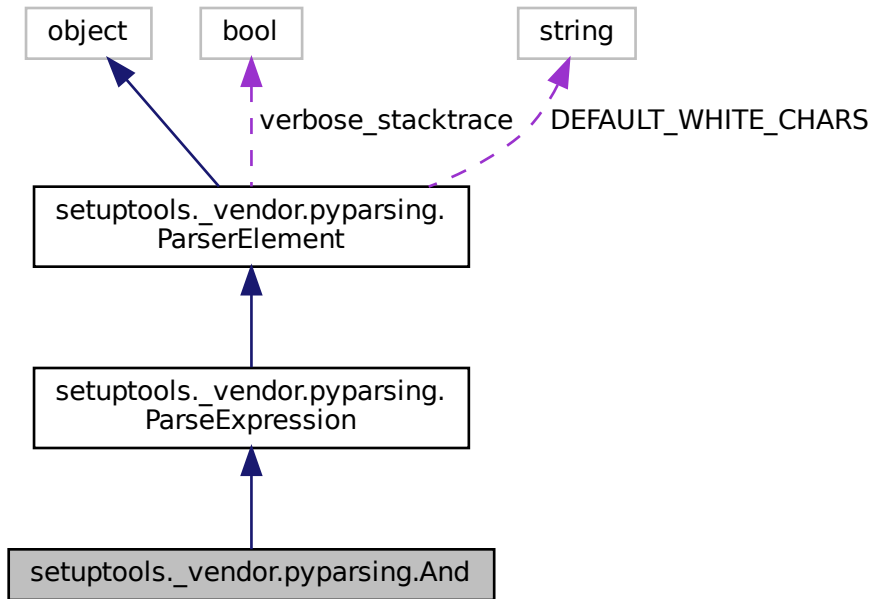 object
bool
string
verbose_stacktrace
DEFAULT_WHITE_CHARS
setuptools._vendor.pyparsing.
ParserElement
setuptools._vendor.pyparsing.
ParseExpression
setuptools._vendor.pyparsing.And